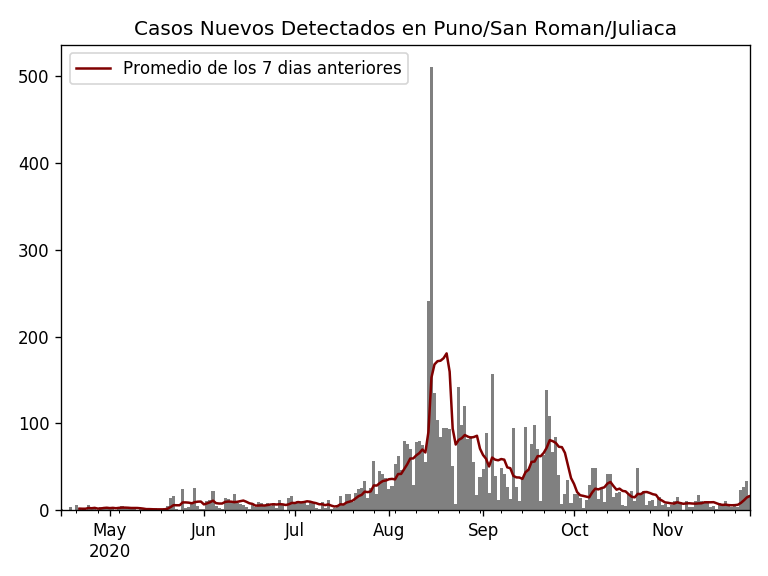 Casos Nuevos Detectados en Puno/San Roman/Juliaca
Promedio de los 7 dias anteriores
500
400
300
200
100
0
May Jun Jul Aug Sep Oct Nov
2020